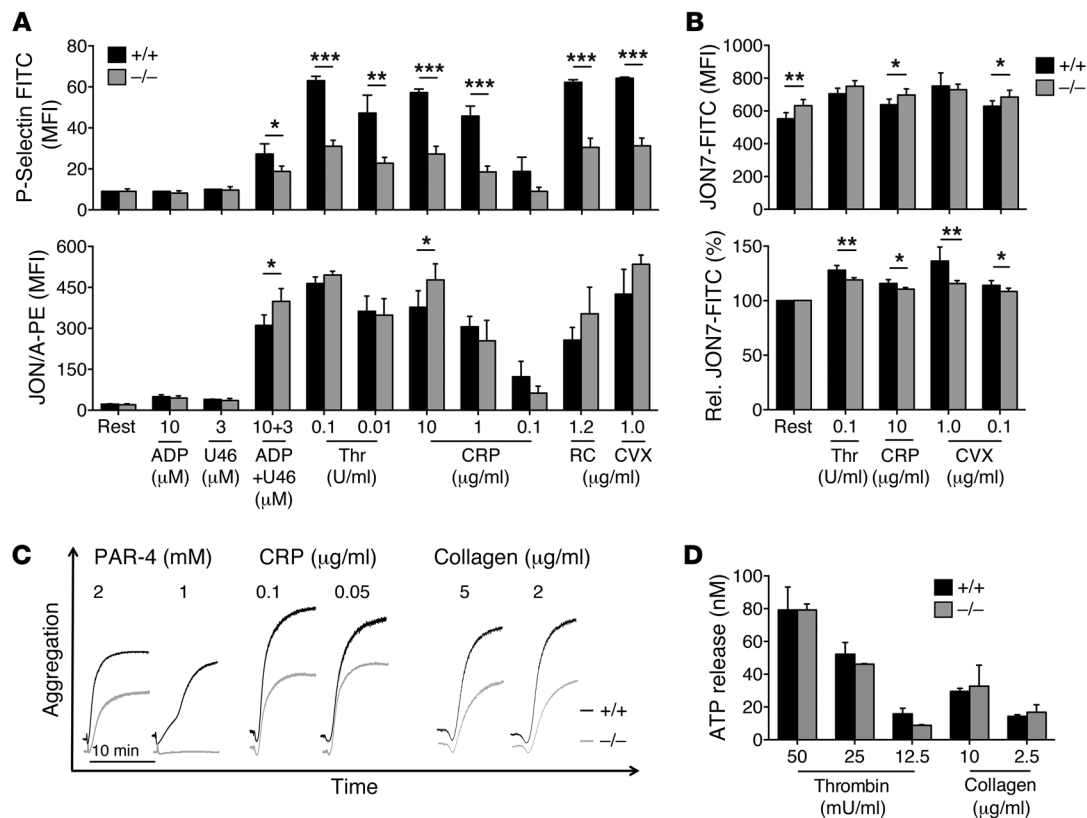 A
+/+
−/−
P-Selectin FITC
(MFI)
80
60
40
20
0
*
***
**
***
***
***
***
JON/A-PE (MFI)
600
450
300
150
0
*
*
Rest 10 3 10+3 0.1 0.01 10 1 0.1 1.2 1.0
ADP U46 ADP Thr CRP RC CVX
(μM) (μM) +U46 (U/ml) (μg/ml) (μg/ml)
(μM)
B
+/+
−/−
JON7-FITC (MFI)
1000
800
600
400
200
0
**
*
*
Rel. JON7-FITC (%)
150
100
50
0
**
*
**
*
Rest 0.1 10 1.0 0.1
Thr CRP CVX
(U/ml) (μg/ml) (μg/ml)
C
PAR-4 (mM) CRP (μg/ml) Collagen (μg/ml)
2 1 0.1 0.05 5 2
Aggregation
10 min
+/+
−/−
Time
D
+/+
−/−
ATP release (nM)
100
80
60
40
20
0
50 25 12.5 10 2.5
Thrombin Collagen
(mU/ml) (μg/ml)